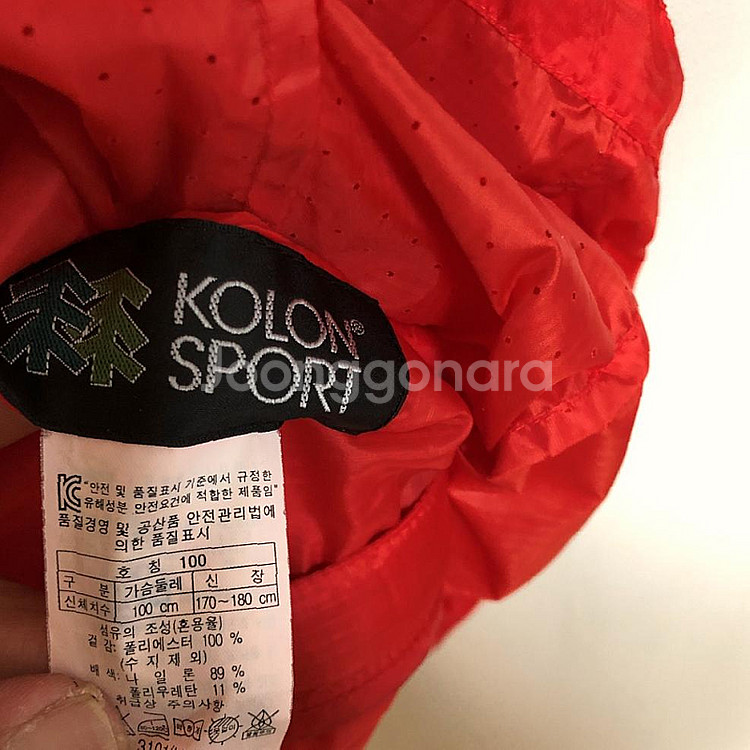 KOLON®
SPORT
Joonggonara
"안전 및 품질표시 기준에서 규정한
유해성분 안전요건에 적합한 제품임"
품질경영 및 공산품 안전관리법에
의한 품질표시
호 칭 100
구 분 가슴둘레 신 장
신체치수 100 cm 170~180 cm
섬유의 조성(혼용율)
겉 감: 폴리에스터 100 %
(수 지 제 외)
배 색: 나 일 론 89 %
폴리우레탄 11 %
취급상 주의사항